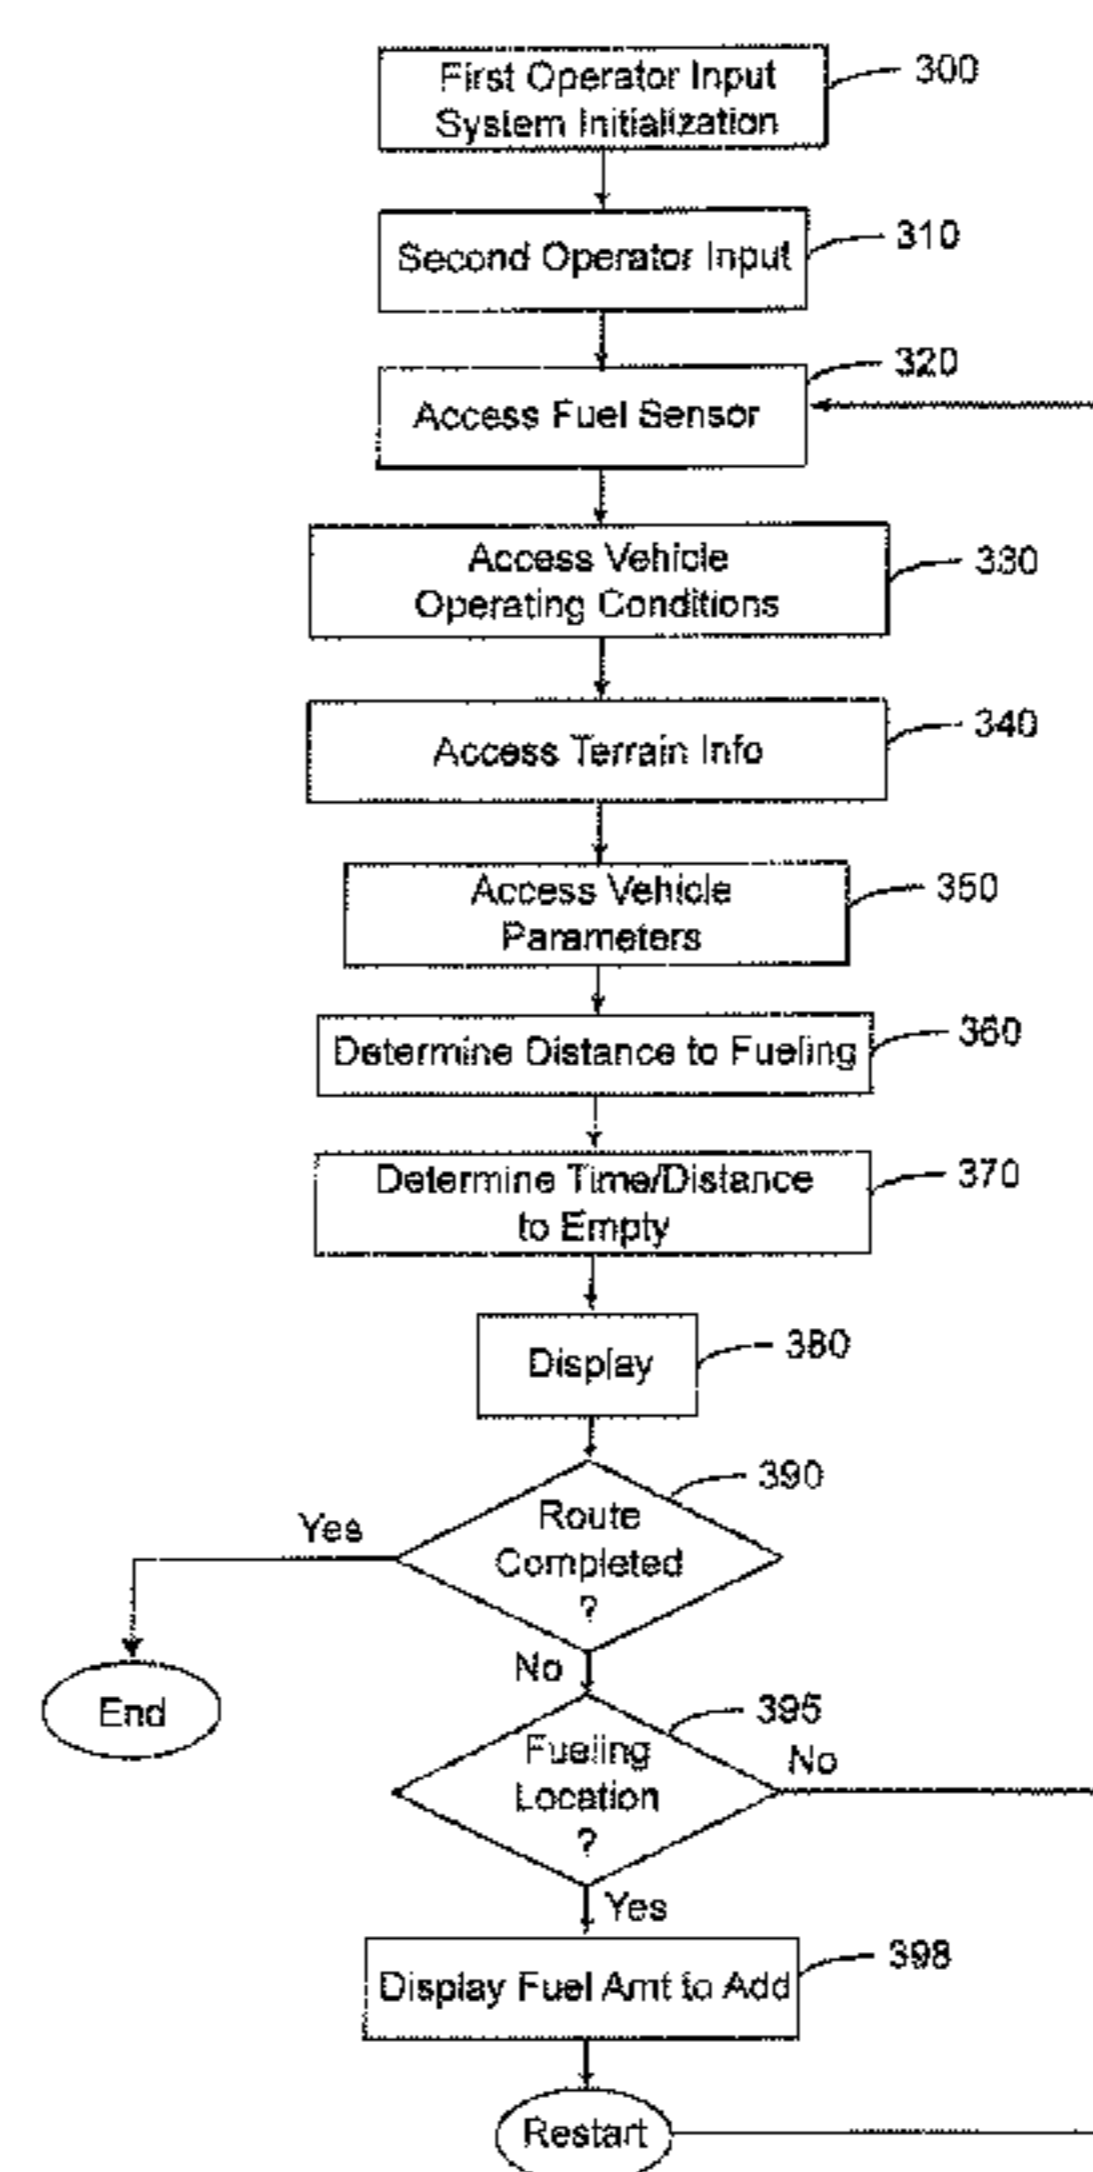 First Operator Input
System Initialization
300
Second Operator Input
310
320
Access Fuel Sensor
Access Vehicle
Operating Conditions
330
Access Terrain Info
340
Access Vehicle
Parameters
350
Determine Distance to Fueling
360
Determine Time/Distance
to Empty
370
Display
380
390
Route
Completed
?
Yes
No
End
395
Fueling
Location
?
No
Yes
Display Fuel Amt to Add
398
Restart